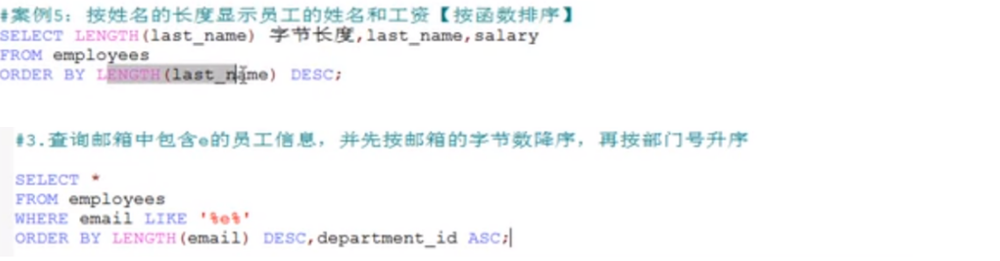 #案例5：按姓名的长度显示员工的姓名和工资【按函数排序】
SELECT LENGTH(last_name) 字节长度,last_name,salary
FROM employees
ORDER BY LENGTH(last_name) DESC;
#3.查询邮箱中包含e的员工信息，并先按邮箱的字节数降序，再按部门号升序
SELECT *
FROM employees
WHERE email LIKE '%e%'
ORDER BY LENGTH(email) DESC,department_id ASC;